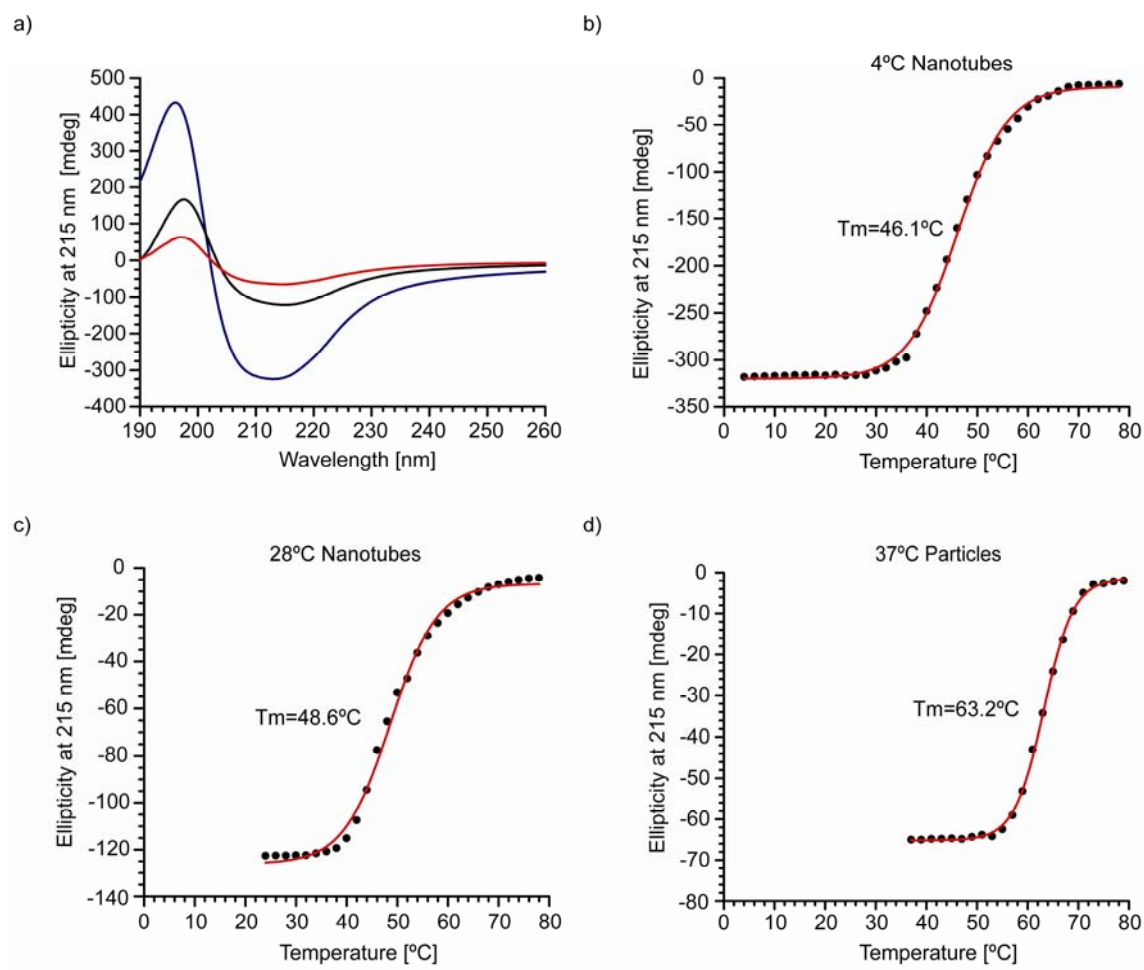 a)
Ellipticity at 215 nm [mdeg]
500
400
300
200
100
0
-100
-200
-300
-400
190 200 210 220 230 240 250 260
Wavelength [nm]
b)
4ºC Nanotubes
Ellipticity at 215 nm [mdeg]
0
-50
-100
-150
-200
-250
-300
-350
Tm=46.1ºC
0 10 20 30 40 50 60 70 80
Temperature [ºC]
c)
28ºC Nanotubes
Ellipticity at 215 nm [mdeg]
0
-20
-40
-60
-80
-100
-120
-140
Tm=48.6ºC
0 10 20 30 40 50 60 70 80
Temperature [ºC]
d)
37ºC Particles
Ellipticity at 215 nm [mdeg]
0
-10
-20
-30
-40
-50
-60
-70
-80
Tm=63.2ºC
0 10 20 30 40 50 60 70 80
Temperature [ºC]